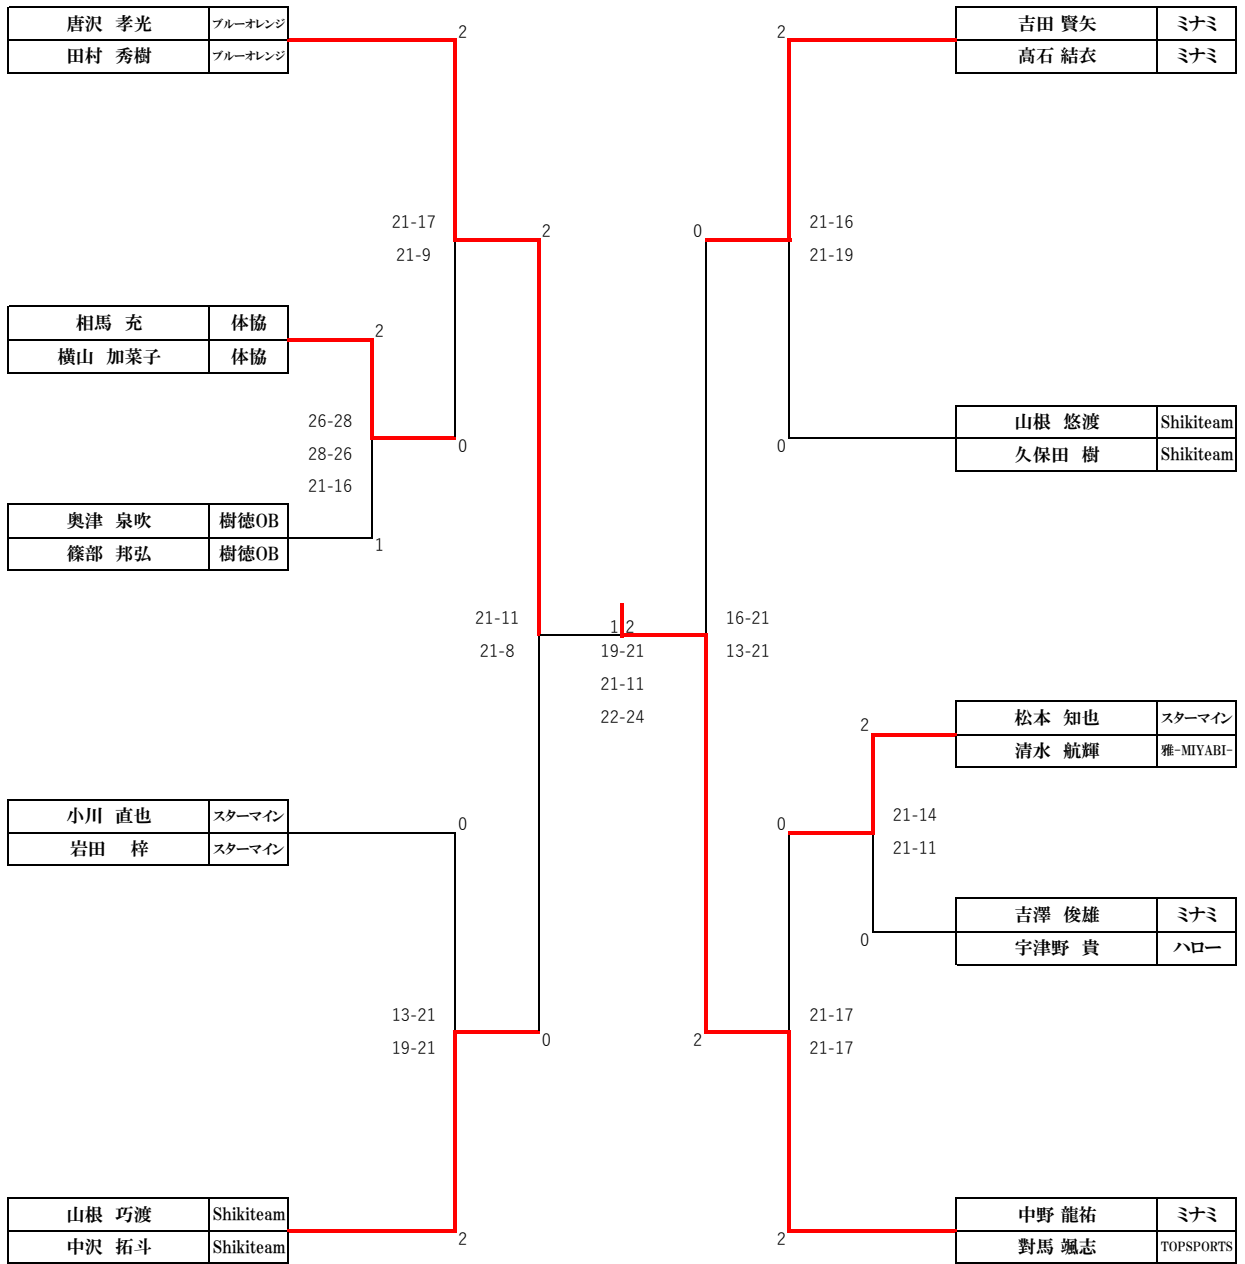 唐沢 孝光 ブルーオレンジ
田村 秀樹 ブルーオレンジ
2
21-17
21-9
2
相馬 充 体協
横山 加菜子 体協
2
26-28
28-26
21-16
0
奥津 泉吹 樹徳OB
篠部 邦弘 樹徳OB
1
21-11
21-8
小川 直也 スターマイン
岩田 梓 スターマイン
0
13-21
19-21
0
山根 巧渡 Shikiteam
中沢 拓斗 Shikiteam
2
1 2
19-21
21-11
22-24
吉田 賢矢 ミナミ
髙石 結衣 ミナミ
2
0
21-16
21-19
山根 悠渡 Shikiteam
久保田 樹 Shikiteam
0
16-21
13-21
松本 知也 スターマイン
清水 航輝 雅-MIYABI-
2
0
21-14
21-11
吉澤 俊雄 ミナミ
宇津野 貴 ハロー
0
21-17
21-17
2
中野 龍祐 ミナミ
對馬 颯志 TOPSPORTS
2